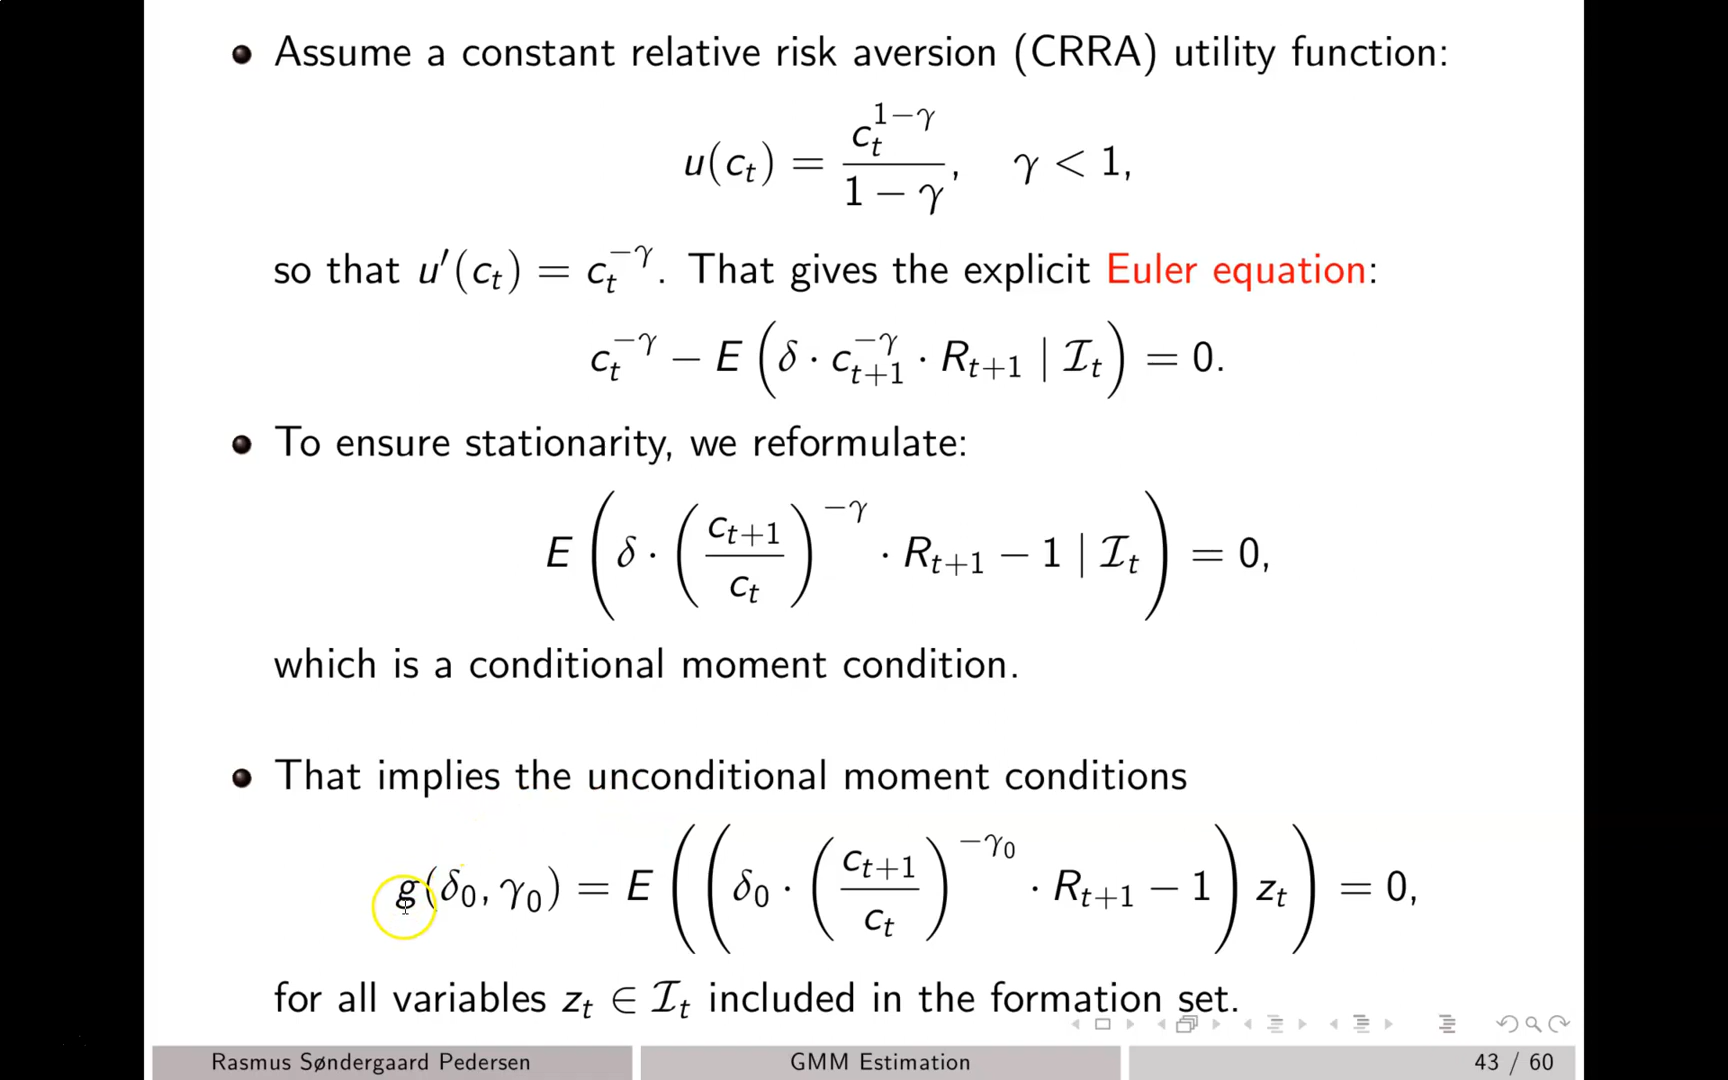 • Assume a constant relative risk aversion (CRRA) utility function:
u(c_t) = \frac{c_t^{1−γ}}{1 − γ}, γ < 1,
so that u′(c_t) = c_t^{−γ}. That gives the explicit Euler equation:
c_t^{−γ} − E(δ · c_{t+1}^{−γ} · R_{t+1} | ℐ_t) = 0.
• To ensure stationarity, we reformulate:
E(δ · (\frac{c_{t+1}}{c_t})^{−γ} · R_{t+1} − 1 | ℐ_t) = 0,
which is a conditional moment condition.
• That implies the unconditional moment conditions
g(δ_0, γ_0) = E((δ_0 · (\frac{c_{t+1}}{c_t})^{−γ_0} · R_{t+1} − 1) z_t) = 0,
for all variables z_t ∈ ℐ_t included in the formation set.
Rasmus Søndergaard Pedersen GMM Estimation 43 / 60